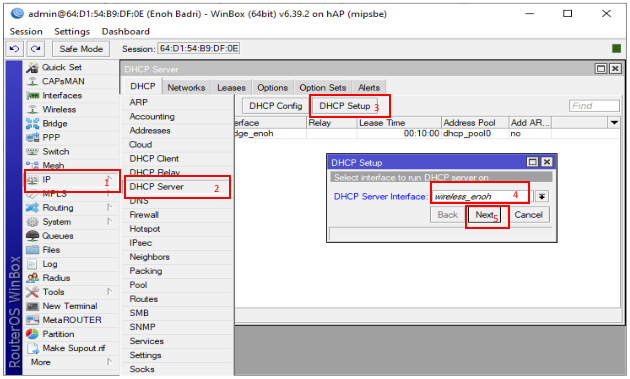 admin@64:D1:54:B9:DF:0E (Enoh Badri) - WinBox (64bit) v6.39.2 on hAP (mipsbe)
Session Settings Dashboard
Safe Mode Session: 64:D1:54:B9:DF:0E
Quick Set
CAPsMAN
Interfaces
Wireless
Bridge
PPP
Switch
Mesh
IP 1
MPLS
Routing
System
Queues
Files
Log
Radius
Tools
New Terminal
MetaROUTER
Partition
Make Supout.rif
More
RouterOS WinBox
ARP
Accounting
Addresses
Cloud
DHCP Client
DHCP Relay
DHCP Server 2
DNS
Firewall
Hotspot
IPsec
Neighbors
Packing
Pool
Routes
SMB
SNMP
Services
Settings
Socks
DHCP Server
DHCP Networks Leases Options Option Sets Alerts
DHCP Config DHCP Setup 3 Find
erface Relay Lease Time Address Pool Add AR...
dge_enoh 00:10:00 dhcp_pool0 no
DHCP Setup
Select interface to run DHCP server on
DHCP Server Interface: wireless_enoh 4
Back Next 5 Cancel